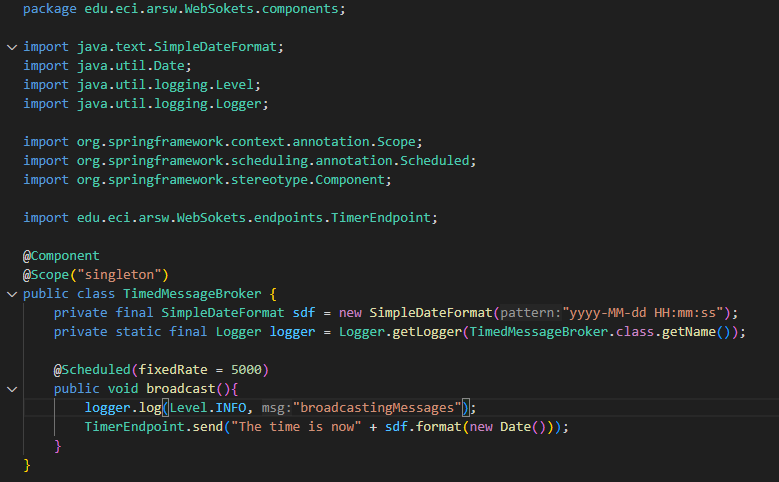 package edu.eci.arsw.WebSokets.components;
import java.text.SimpleDateFormat;
import java.util.Date;
import java.util.logging.Level;
import java.util.logging.Logger;
import org.springframework.context.annotation.Scope;
import org.springframework.scheduling.annotation.Scheduled;
import org.springframework.stereotype.Component;
import edu.eci.arsw.WebSokets.endpoints.TimerEndpoint;
@Component
@Scope("singleton")
public class TimedMessageBroker {
    private final SimpleDateFormat sdf = new SimpleDateFormat(pattern:"yyyy-MM-dd HH:mm:ss");
    private static final Logger logger = Logger.getLogger(TimedMessageBroker.class.getName());
    @Scheduled(fixedRate = 5000)
    public void broadcast(){
        logger.log(Level.INFO, msg:"broadcastingMessages");
        TimerEndpoint.send("The time is now" + sdf.format(new Date()));
    }
}